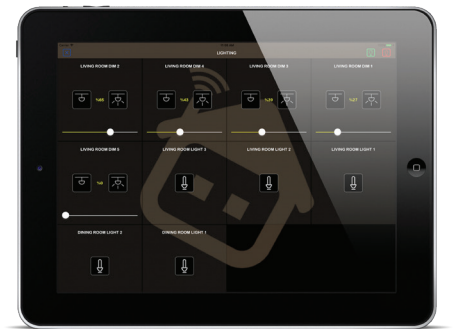 LIGHTING
LIVING ROOM DIM 2
LIVING ROOM DIM 4
LIVING ROOM DIM 3
LIVING ROOM DIM 1
LIVING ROOM DIM 5
LIVING ROOM LIGHT 3
LIVING ROOM LIGHT 2
LIVING ROOM LIGHT 1
DINING ROOM LIGHT 2
DINING ROOM LIGHT 1